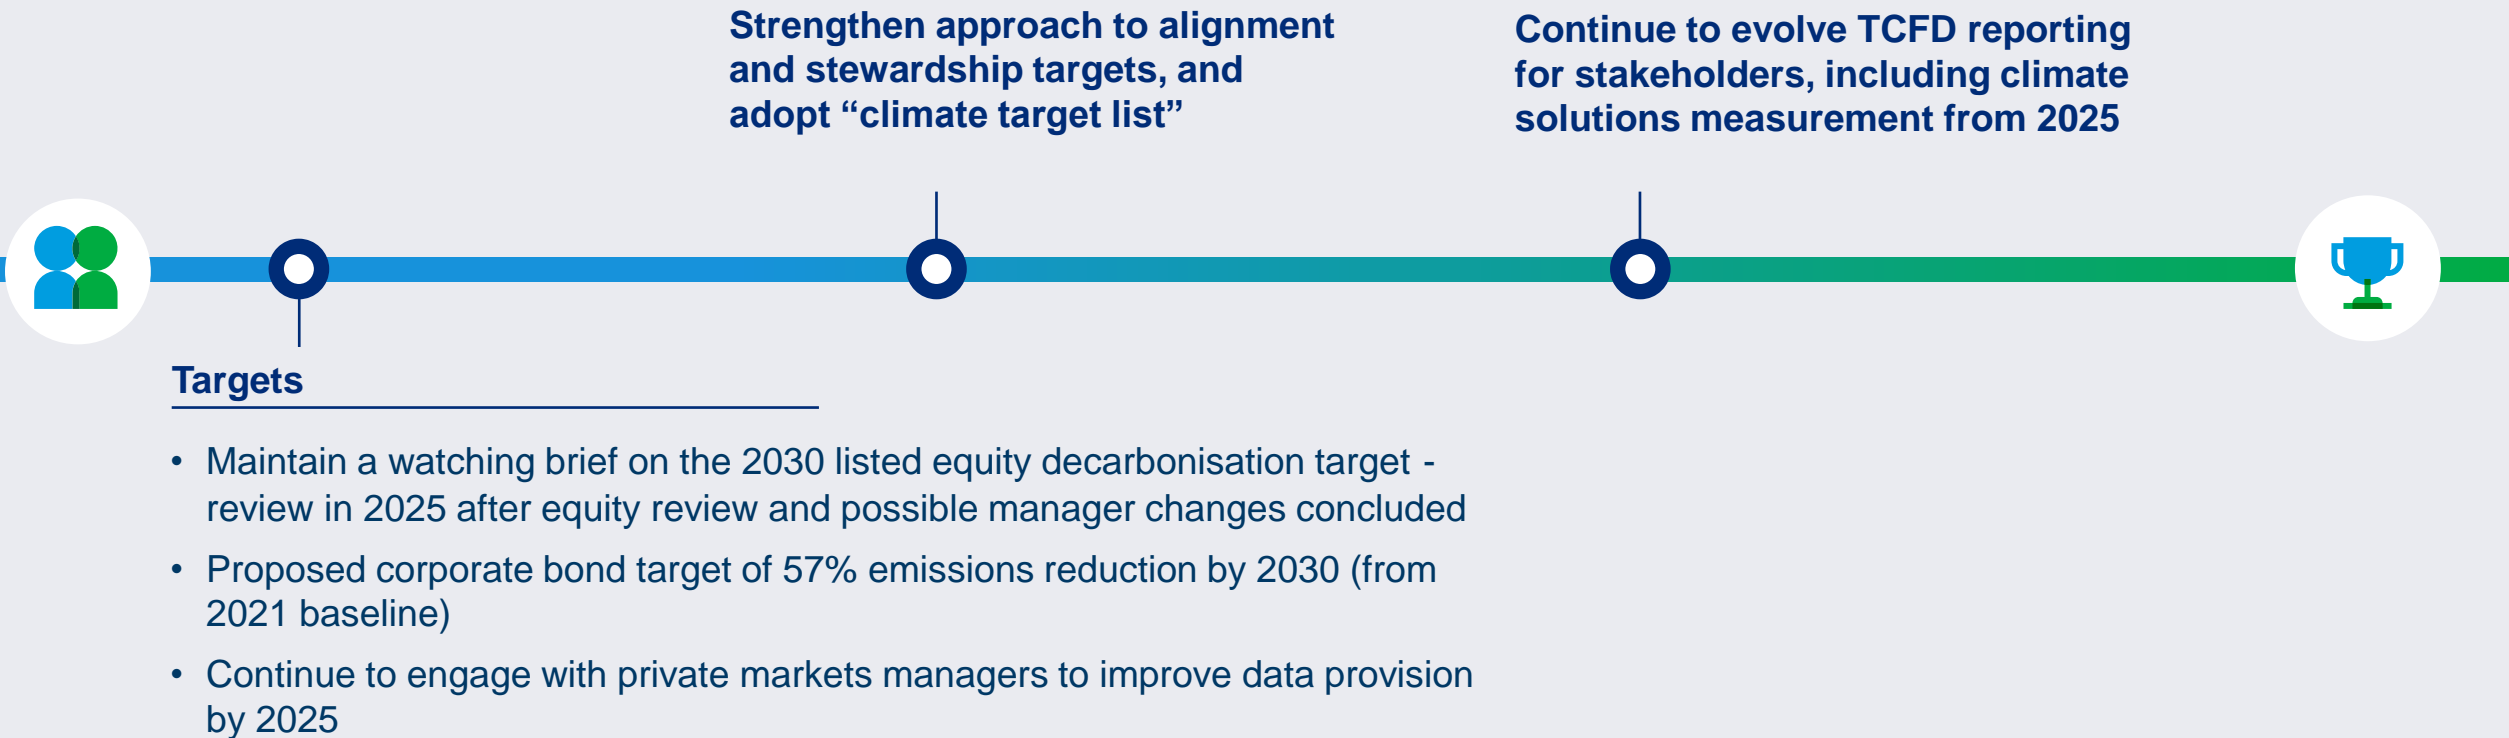 Strengthen approach to alignment
and stewardship targets, and
adopt “climate target list”
Continue to evolve TCFD reporting
for stakeholders, including climate
solutions measurement from 2025
Targets
• Maintain a watching brief on the 2030 listed equity decarbonisation target -
review in 2025 after equity review and possible manager changes concluded
• Proposed corporate bond target of 57% emissions reduction by 2030 (from
2021 baseline)
• Continue to engage with private markets managers to improve data provision
by 2025